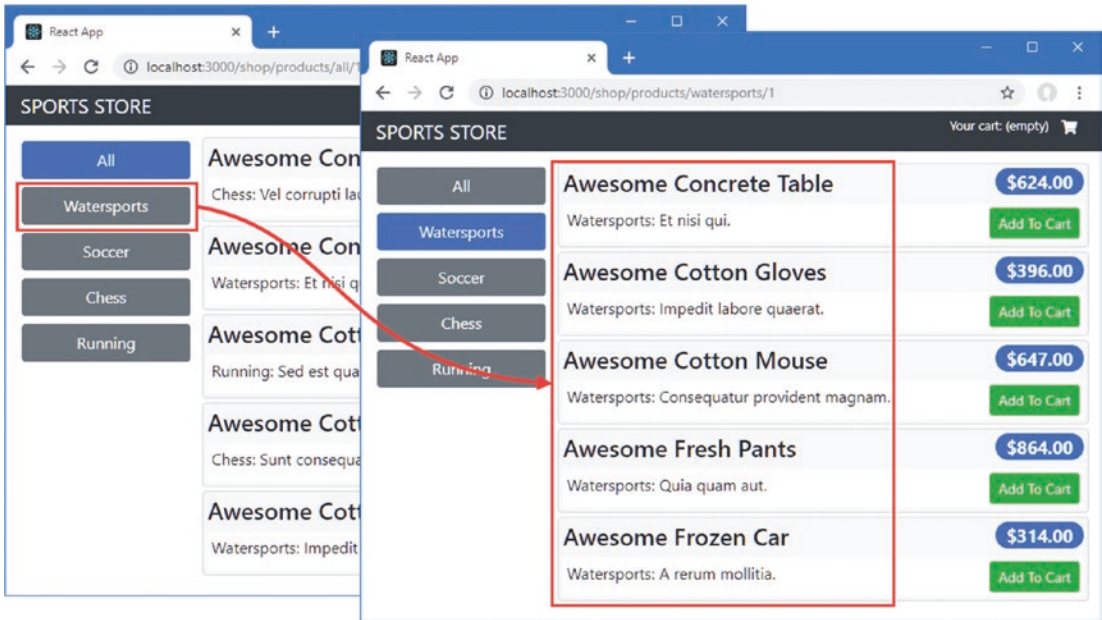 React App
localhost:3000/shop/products/all/1
SPORTS STORE
All
Watersports
Soccer
Chess
Running
Awesome Con
Chess: Vel corrupti lau
Awesome Con
Watersports: Et nisi q
Awesome Cott
Running: Sed est qua
Awesome Cott
Chess: Sunt consequa
Awesome Cott
Watersports: Impedit
React App
localhost:3000/shop/products/watersports/1
SPORTS STORE
Your cart: (empty)
All
Watersports
Soccer
Chess
Running
Awesome Concrete Table
$624.00
Watersports: Et nisi qui.
Add To Cart
Awesome Cotton Gloves
$396.00
Watersports: Impedit labore quaerat.
Add To Cart
Awesome Cotton Mouse
$647.00
Watersports: Consequatur provident magnam.
Add To Cart
Awesome Fresh Pants
$864.00
Watersports: Quia quam aut.
Add To Cart
Awesome Frozen Car
$314.00
Watersports: A rerum mollitia.
Add To Cart